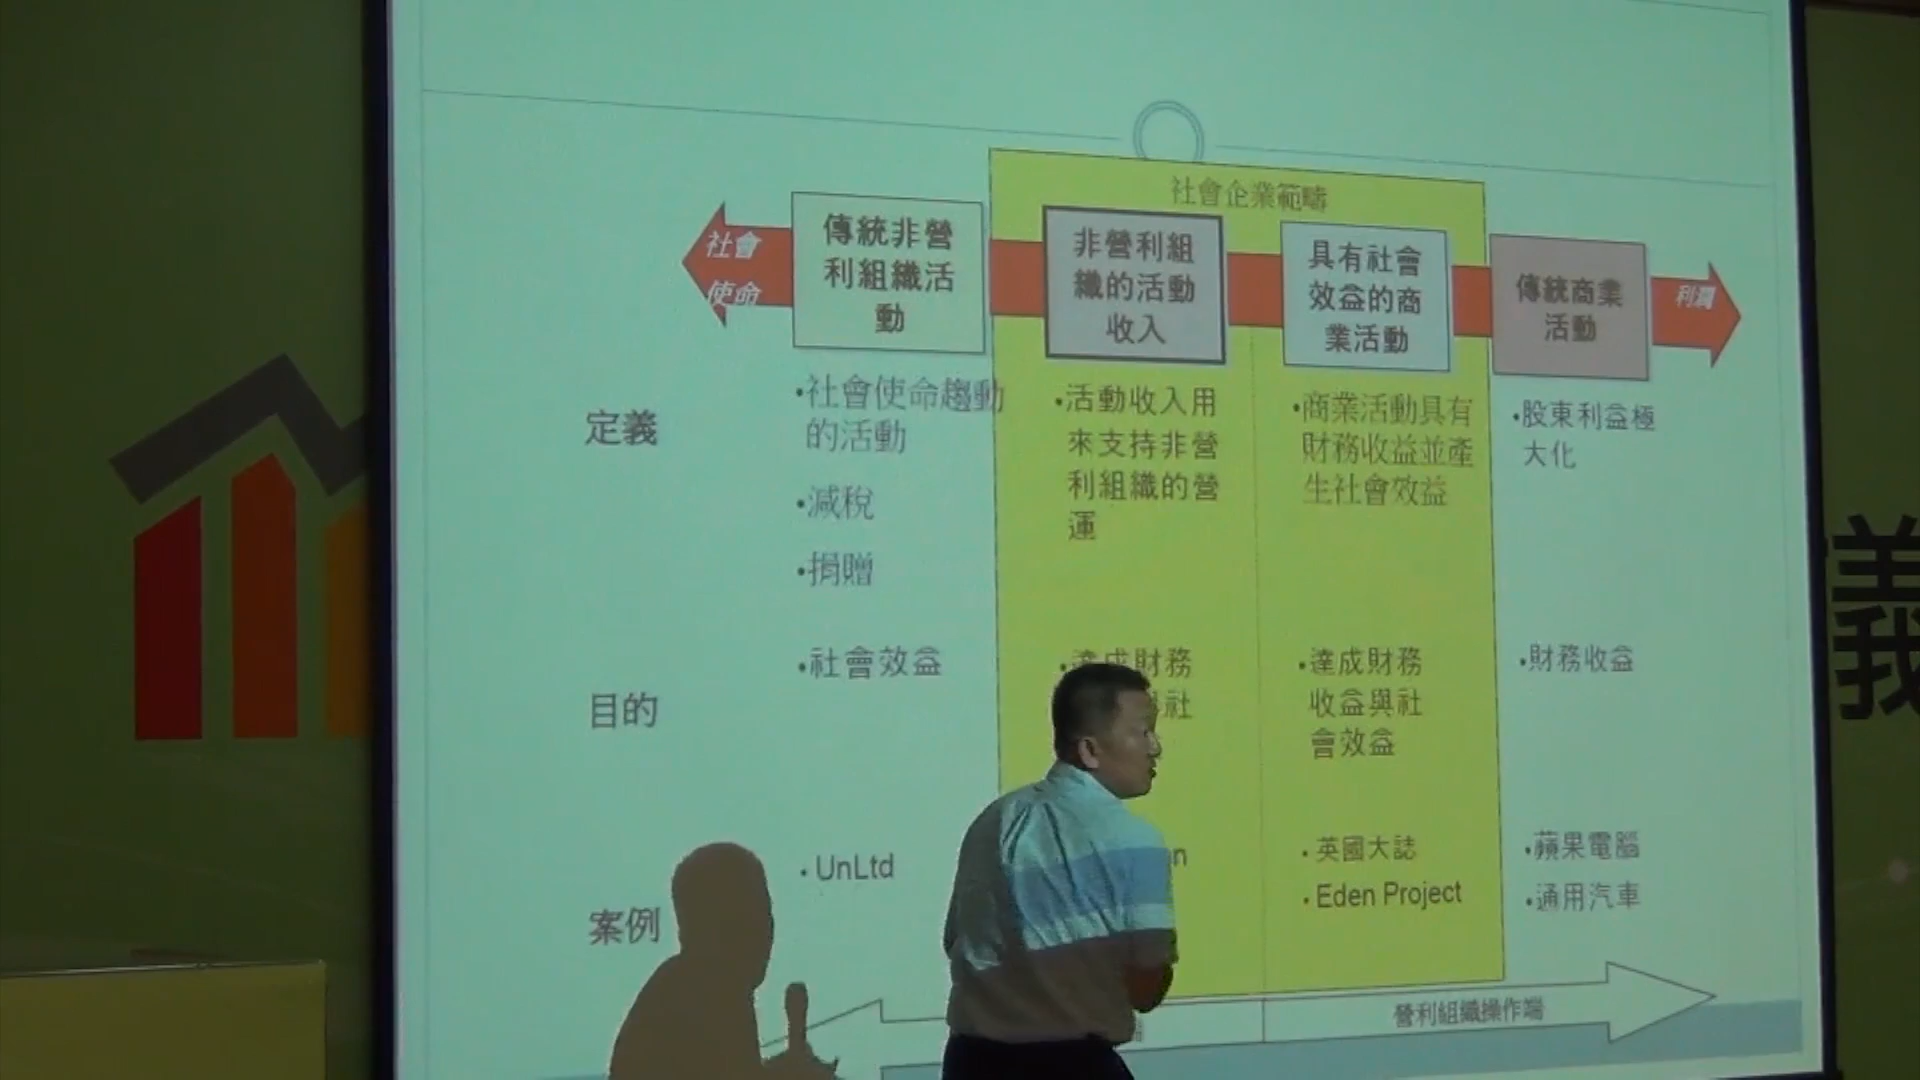 社會企業範疇
社會
使命
傳統非營
利組織活
動
非營利組
織的活動
收入
具有社會
效益的商
業活動
傳統商業
活動
利潤
定義
•社會使命趨動
的活動
•減稅
•捐贈
•活動收入用
來支持非營
利組織的營
運
•商業活動具有
財務收益並產
生社會效益
•股東利益極
大化
目的
•社會效益
•達成財務
與社
•達成財務
收益與社
會效益
•財務收益
案例
•UnLtd
•英國大誌
•Eden Project
•蘋果電腦
•通用汽車
營利組織操作端
義